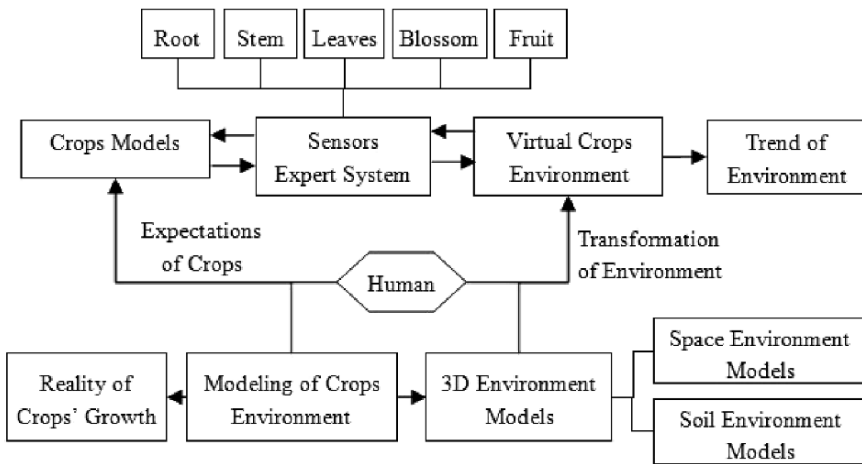 Root
Stem
Leaves
Blossom
Fruit
Crops Models
Sensors
Expert System
Virtual Crops
Environment
Trend of
Environment
Expectations
of Crops
Human
Transformation
of Environment
Reality of
Crops' Growth
Modeling of Crops
Environment
3D Environment
Models
Space Environment
Models
Soil Environment
Models